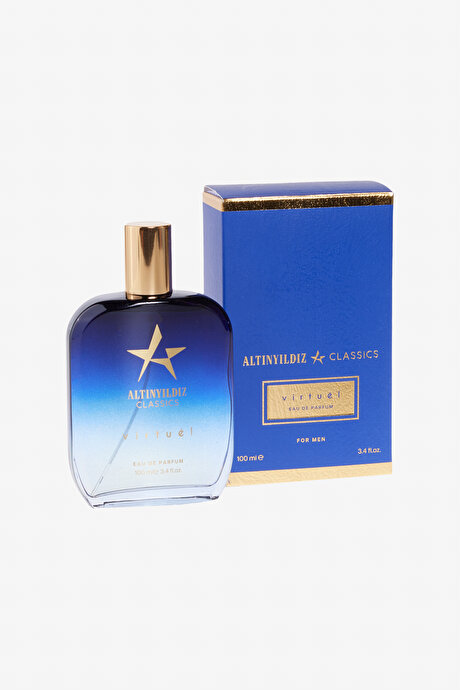 ALTINYILDIZ
CLASSICS
virtuel
EAU DE PARFUM
100 ml℮ 3.4 fl.oz.
ALTINYILDIZ CLASSICS
virtuel
EAU DE PARFUM
FOR MEN
100 ml ℮ 3.4 fl.oz.